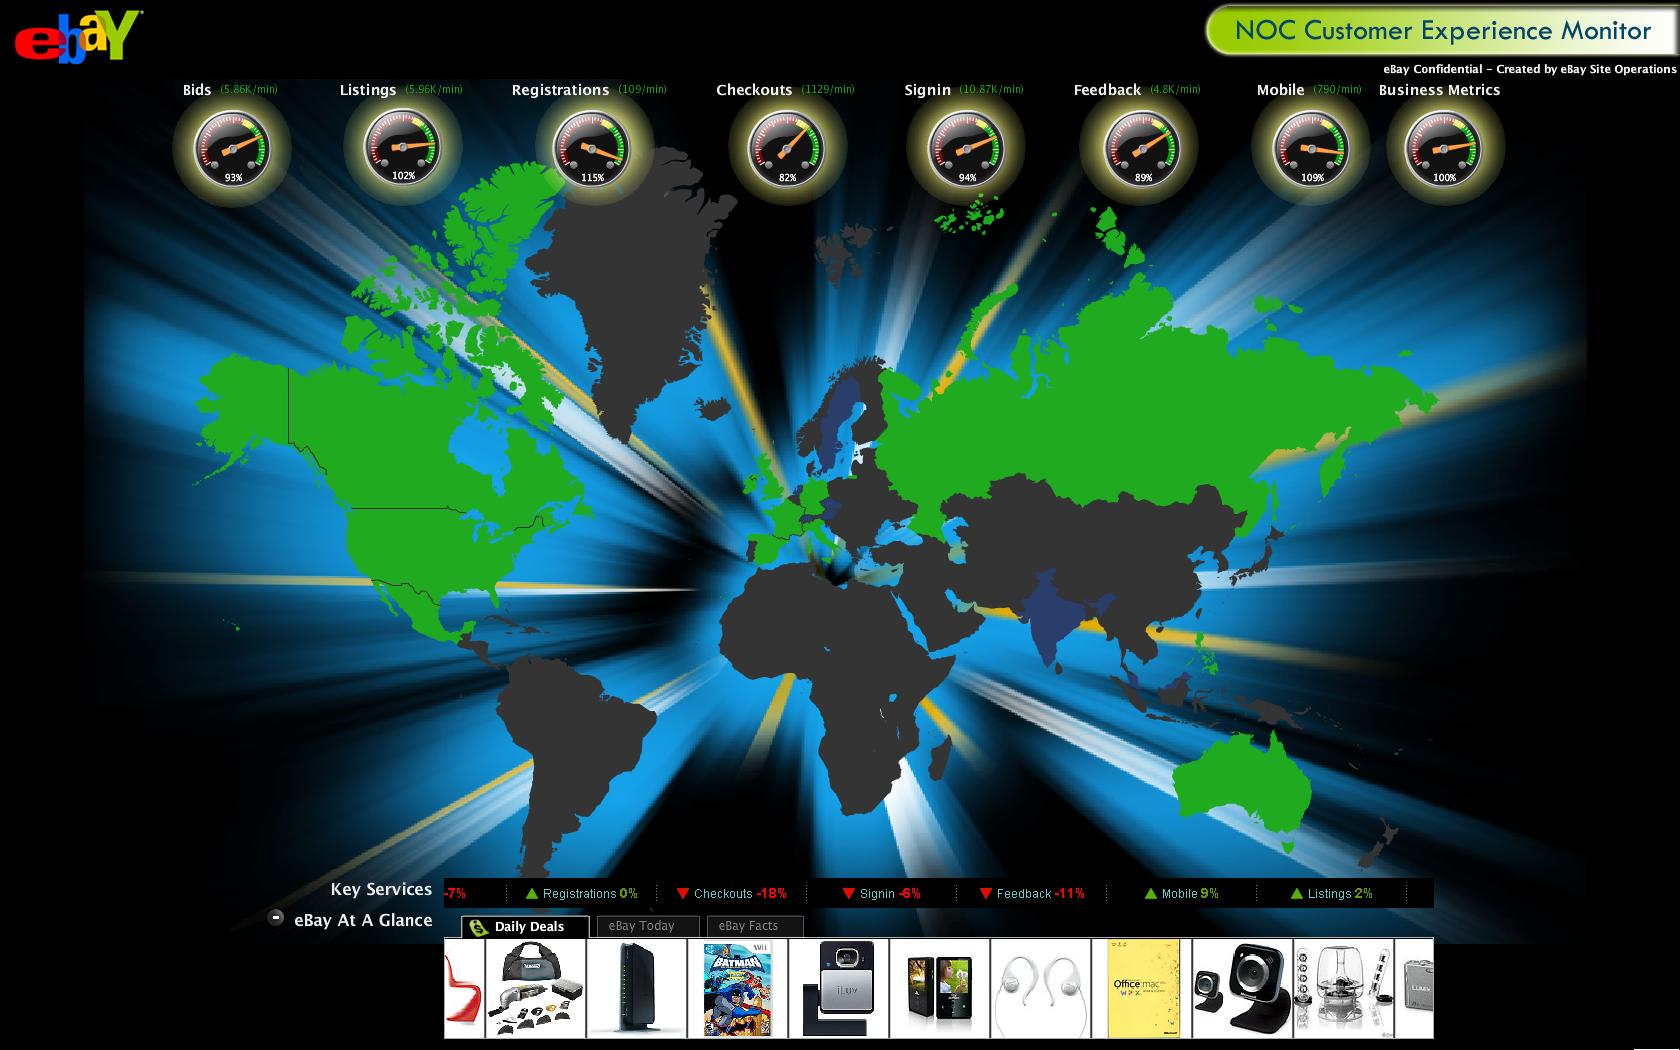 ebaY
NOC Customer Experience Monitor
eBay Confidential - Created by eBay Site Operations
Bids (5.86K/min)
Listings (5.96K/min)
Registrations (109/min)
Checkouts (1129/min)
Signin (10.87K/min)
Feedback (4.8K/min)
Mobile (790/min)
Business Metrics
93%
102%
115%
82%
94%
89%
109%
100%
Key Services
-7%
Registrations 0%
Checkouts -18%
Signin -6%
Feedback -11%
Mobile 9%
Listings 2%
eBay At A Glance
Daily Deals
eBay Today
eBay Facts
Wii
BATMAN
iLuv
Office:mac
LUMIX